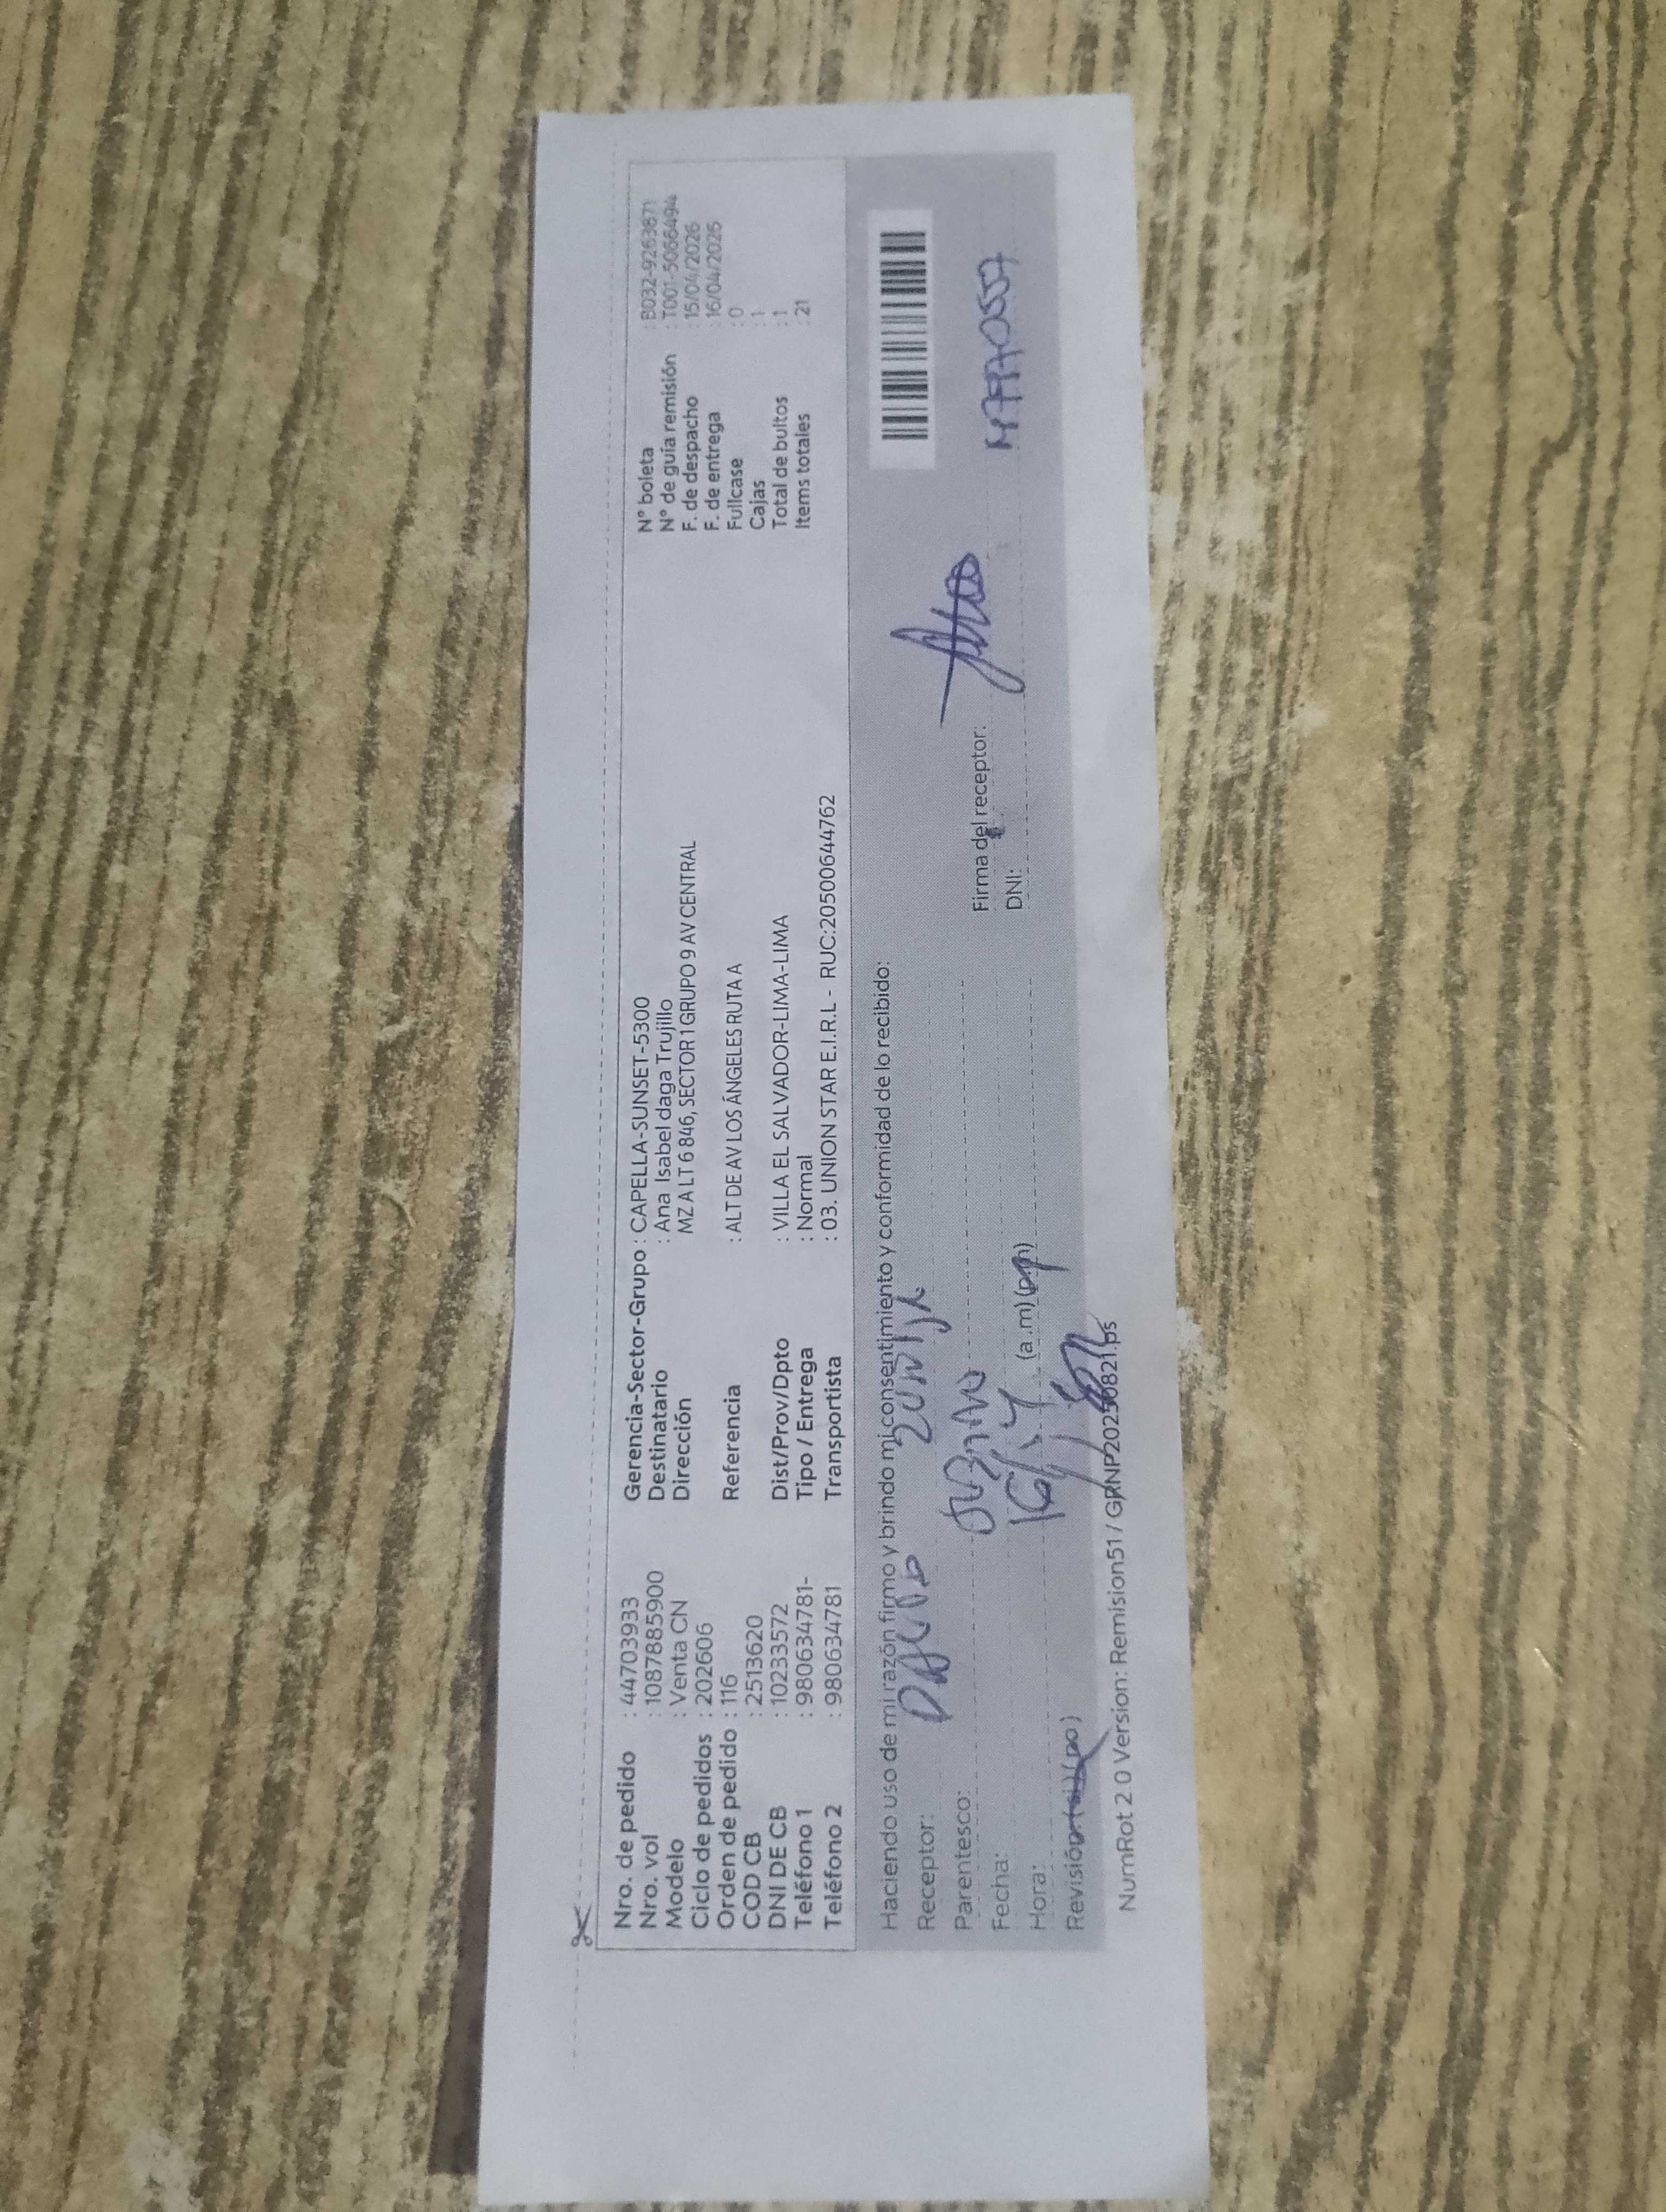 Nro. de pedido : 44703933
Nro. vol : 10878885900
Modelo : Venta CN
Ciclo de pedidos : 202606
Orden de pedido : 116
COD CB : 2513620
DNI DE CB : 10233572
Teléfono 1 : 980634781-
Teléfono 2 : 980634781
Gerencia-Sector-Grupo : CAPELLA-SUNSET-5300
Destinatario : Ana Isabel daga Trujillo
Dirección MZ A LT 6 846, SECTOR 1 GRUPO 9 AV CENTRAL
Referencia : ALT DE AV LOS ÁNGELES RUTA A
Dist/Prov/Dpto : VILLA EL SALVADOR-LIMA-LIMA
Tipo / Entrega : Normal
Transportista : 03. UNION STAR E.I.R.L - RUC:20500644762
N° boleta : B032-9263871
N° de guía remisión : T001-5066494
F. de despacho : 15/04/2026
F. de entrega : 16/04/2026
Fullcase : 0
Cajas : 1
Total de bultos : 1
Items totales : 21
Haciendo uso de mi razón firmo y brindo mi consentimiento y conformidad de lo recibido:
Receptor:
Parentesco:
Fecha: 16/4
Hora: (a.m)
Firma del receptor:
DNI:
NumRot 2.0 Version: Remision51 / GRNP20250821.ps